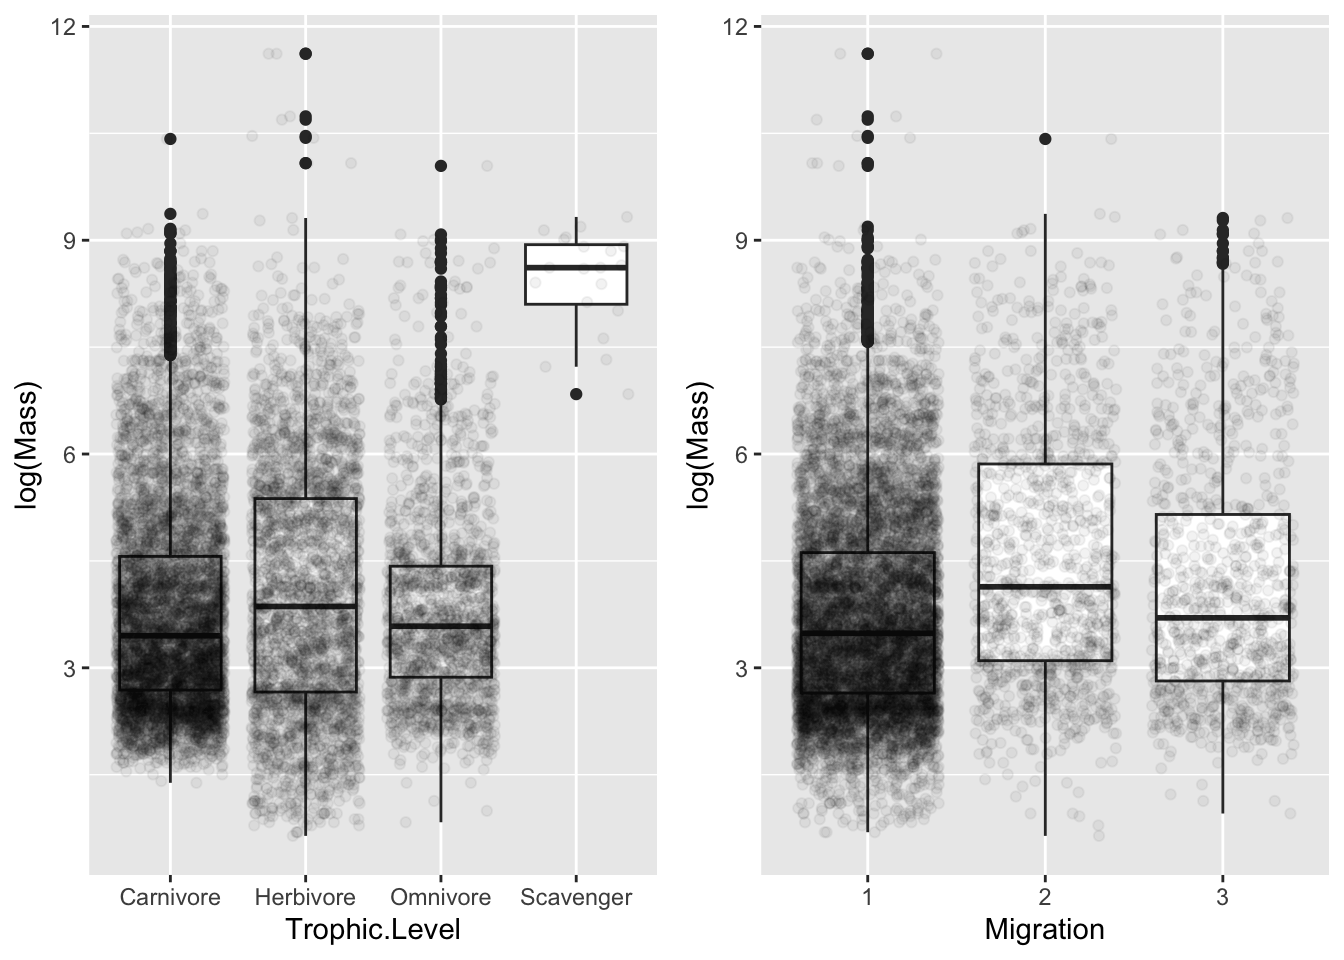 log(Mass)
12
9
6
3
Carnivore Herbivore Omnivore Scavenger
Trophic.Level
log(Mass)
12
9
6
3
1 2 3
Migration